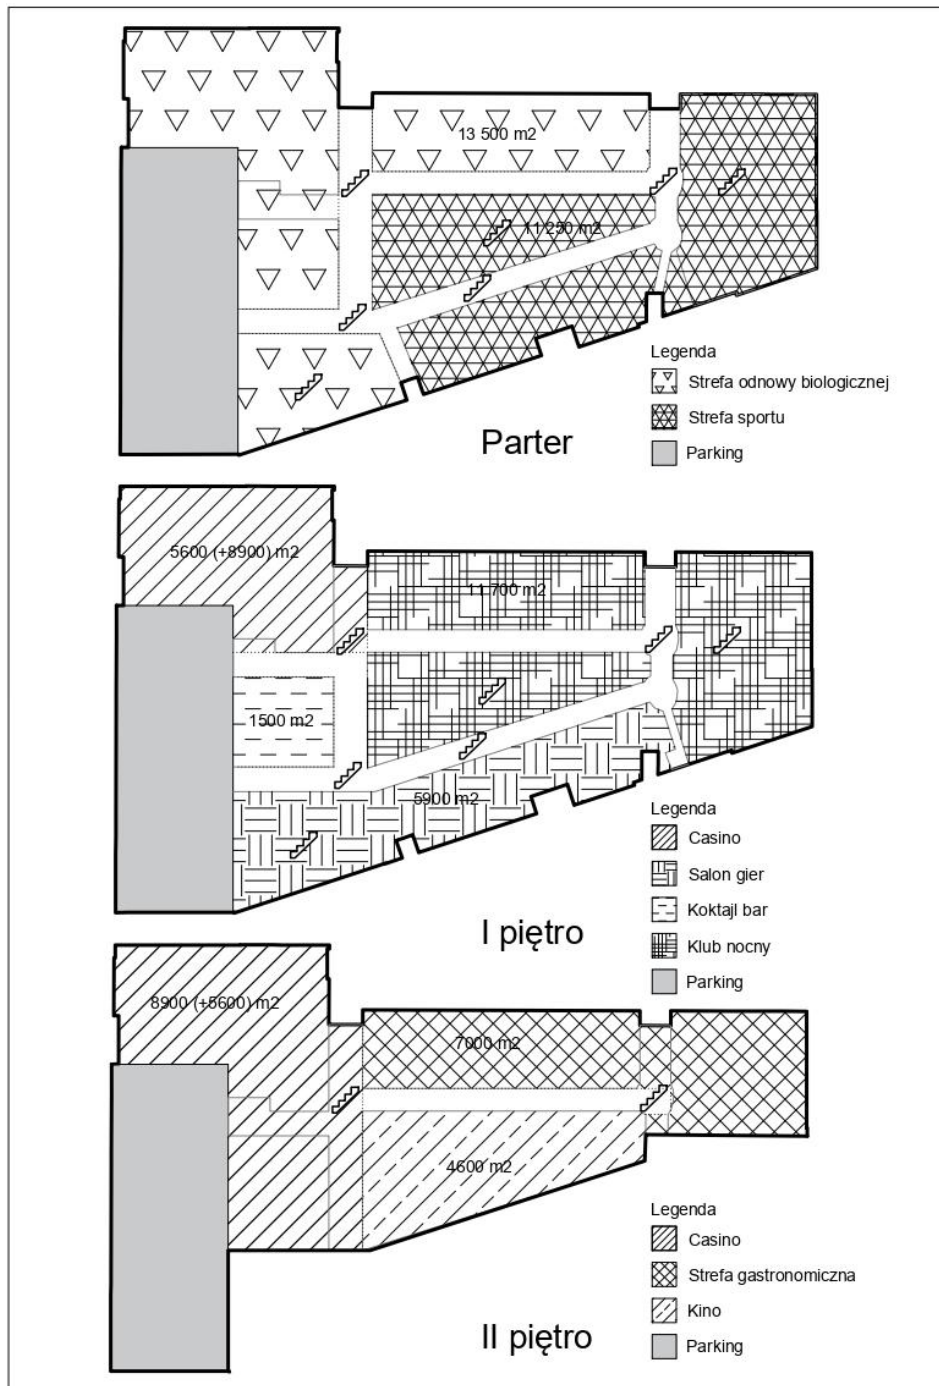 13 500 m2
11 250 m2
Legenda
Strefa odnowy biologicznej
Strefa sportu
Parking
Parter
5600 (+8900) m2
11 700 m2
1500 m2
5900 m2
Legenda
Casino
Salon gier
Koktajl bar
Klub nocny
Parking
I piętro
8900 (+5600) m2
7000 m2
4600 m2
Legenda
Casino
Strefa gastronomiczna
Kino
Parking
II piętro